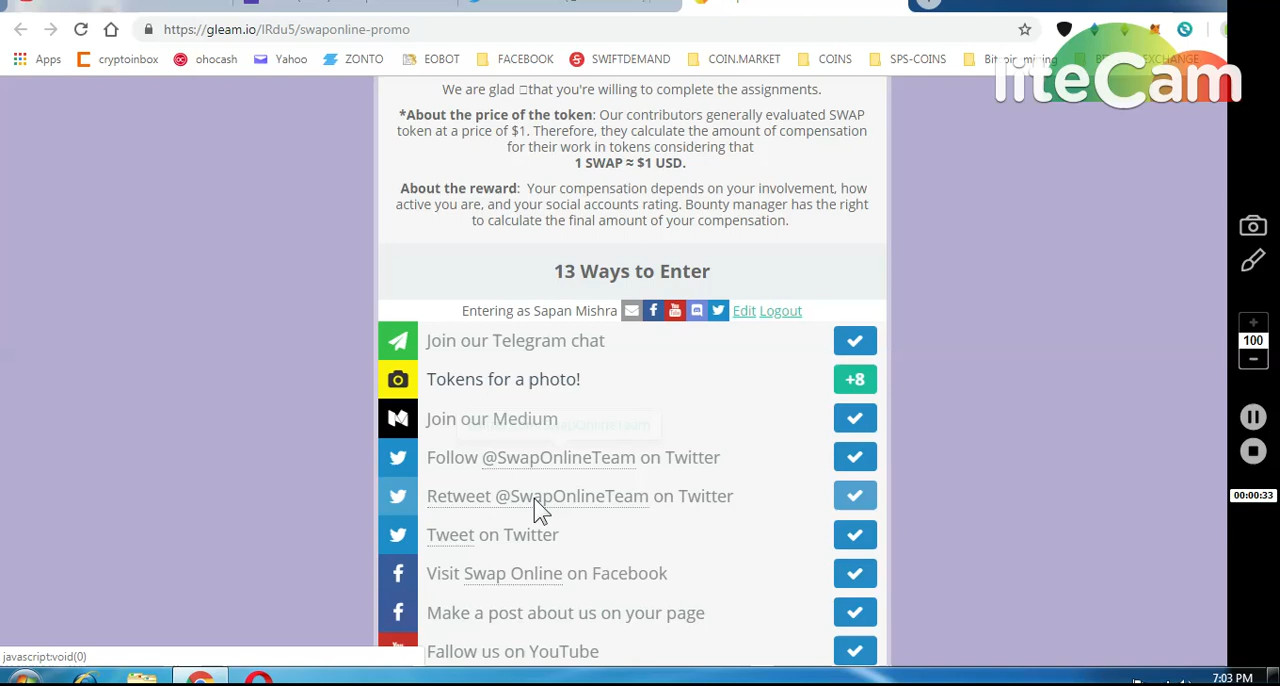 https://gleam.io/IRdu5/swaponline-promo
Apps cryptoinbox ohocash Yahoo ZONTO EOBOT FACEBOOK SWIFTDEMAND COIN.MARKET COINS SPS-COINS Bitcoin mining EXCHANGE
liteCam
We are glad that you're willing to complete the assignments.
*About the price of the token: Our contributors generally evaluated SWAP
token at a price of $1. Therefore, they calculate the amount of compensation
for their work in tokens considering that
1 SWAP ≈ $1 USD.
About the reward: Your compensation depends on your involvement, how
active you are, and your social accounts rating. Bounty manager has the right
to calculate the final amount of your compensation.
13 Ways to Enter
Entering as Sapan Mishra Edit Logout
Join our Telegram chat
Tokens for a photo! +8
Join our Medium
Follow @SwapOnlineTeam on Twitter
Retweet @SwapOnlineTeam on Twitter
Tweet on Twitter
Visit Swap Online on Facebook
Make a post about us on your page
Fallow us on YouTube
100
00:00:33
javascript:void(0)
7:03 PM